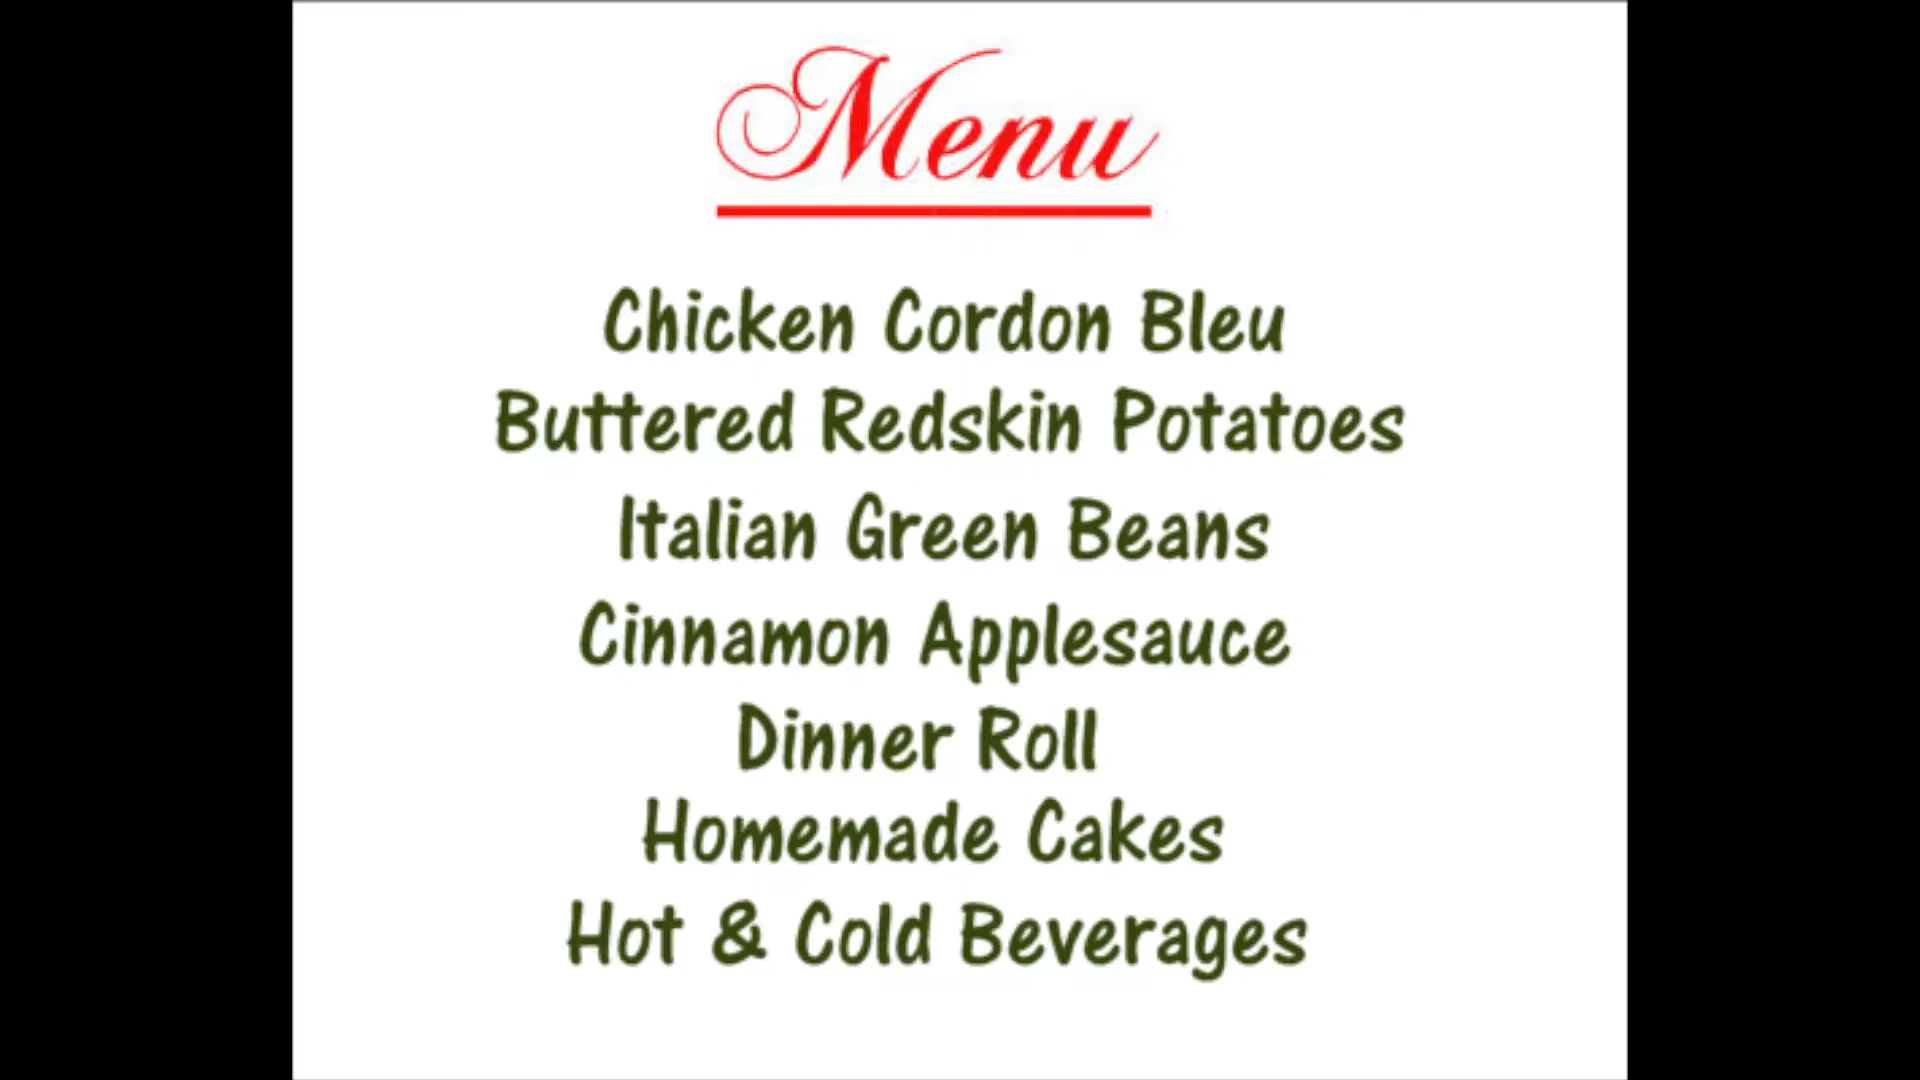 Menu
Chicken Cordon Bleu
Buttered Redskin Potatoes
Italian Green Beans
Cinnamon Applesauce
Dinner Roll
Homemade Cakes
Hot & Cold Beverages